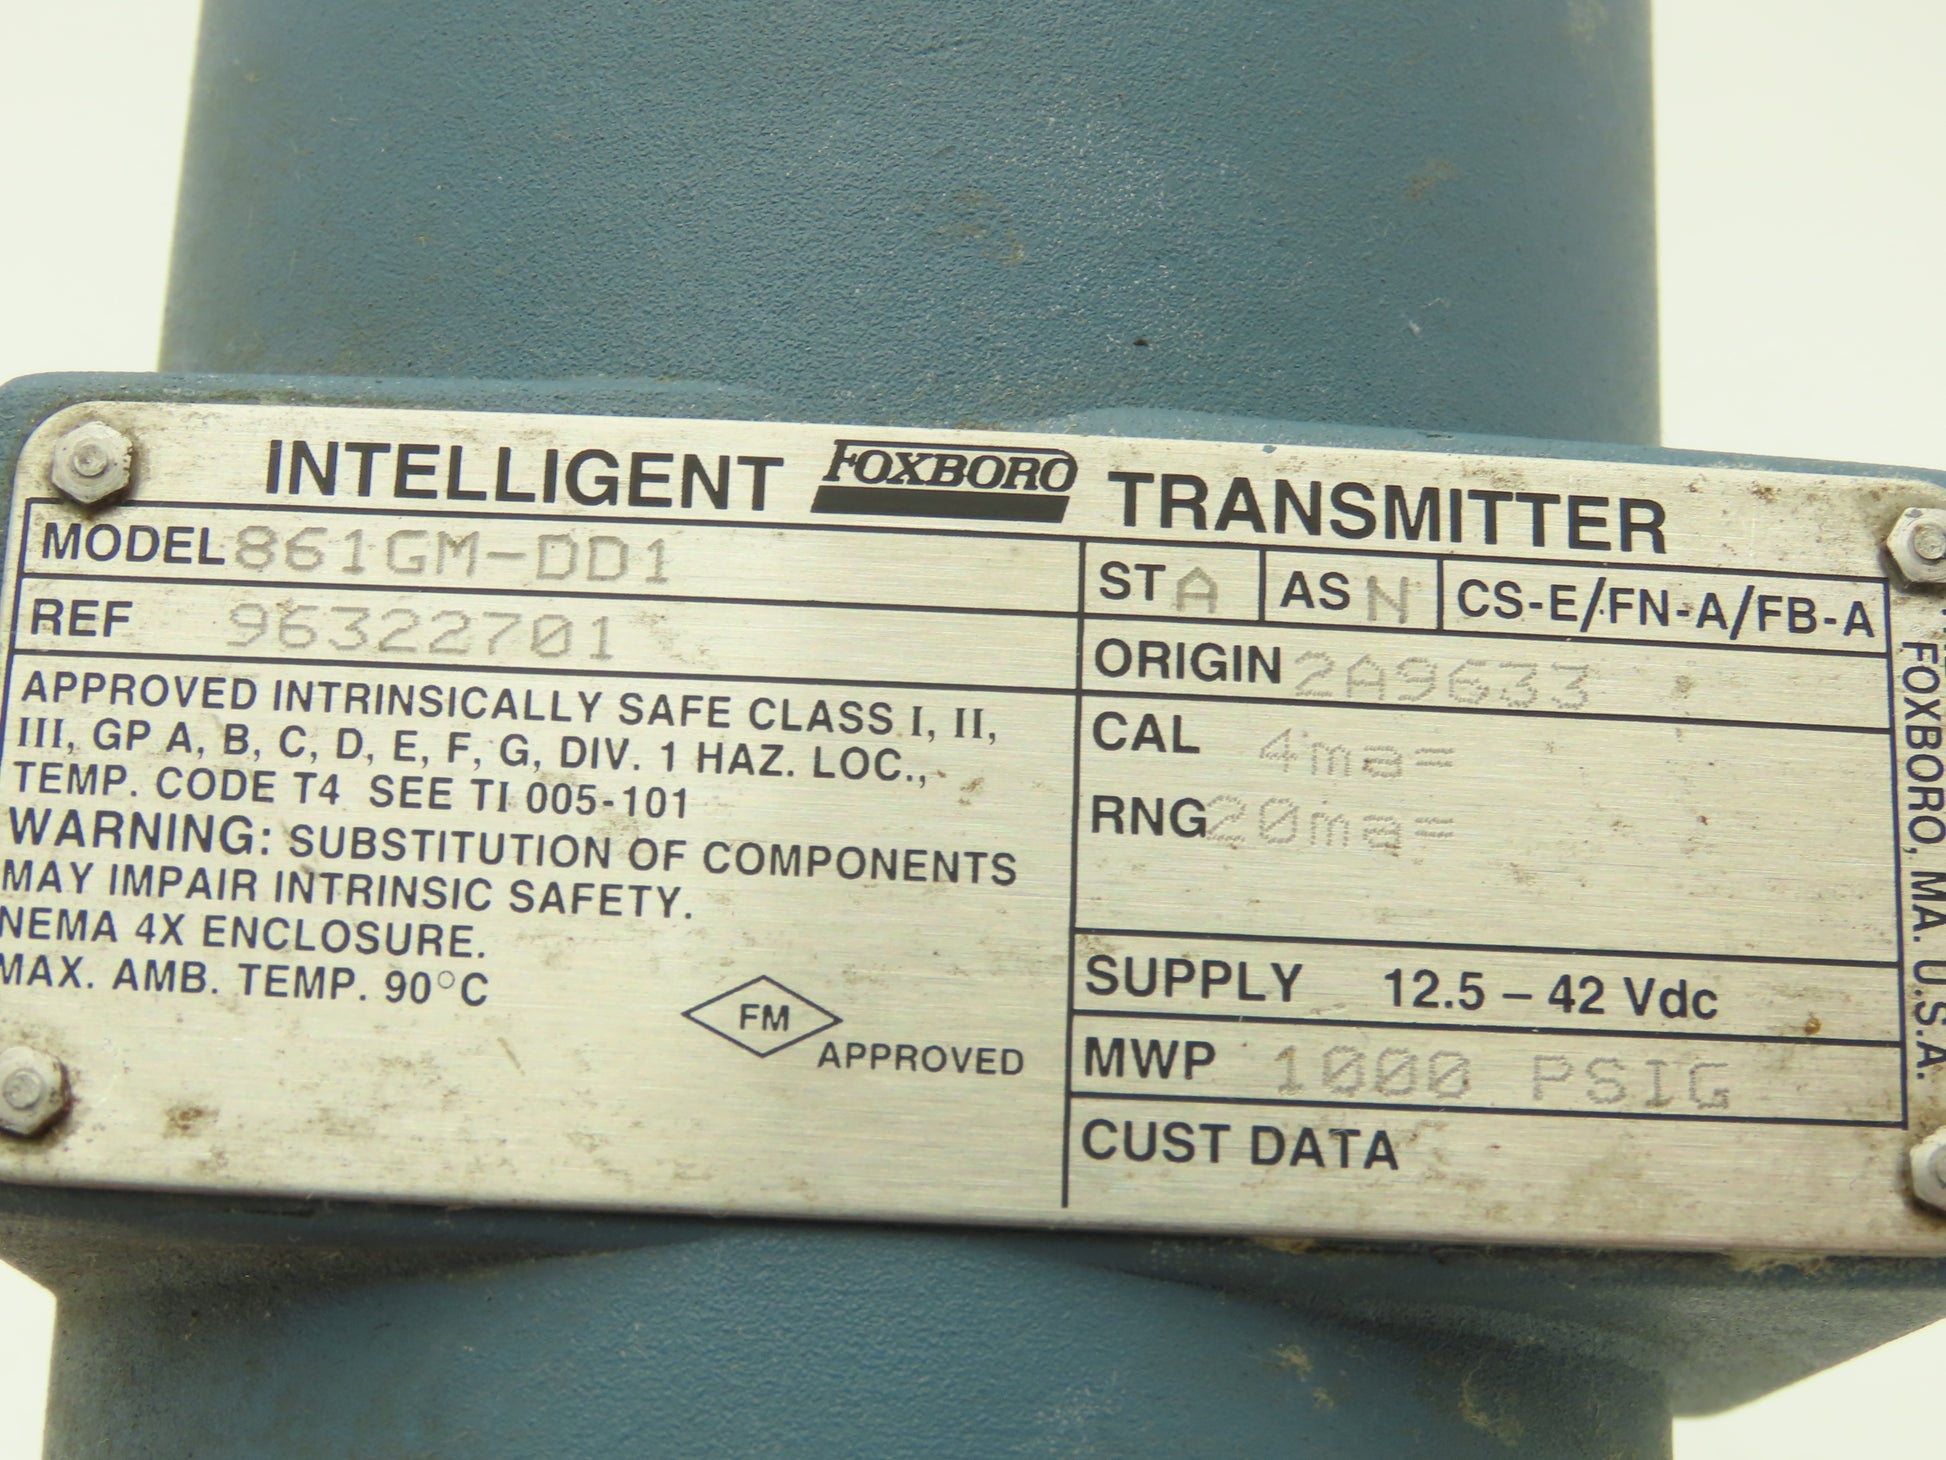 INTELLIGENT FOXBORO TRANSMITTER
MODEL 861GM-DD1
REF 96322701
APPROVED INTRINSICALLY SAFE CLASS I, II,
III, GP A, B, C, D, E, F, G, DIV. 1 HAZ. LOC.,
TEMP. CODE T4 SEE TI 005-101
WARNING: SUBSTITUTION OF COMPONENTS
MAY IMPAIR INTRINSIC SAFETY.
NEMA 4X ENCLOSURE.
MAX. AMB. TEMP. 90°C
FM
APPROVED
ST A AS N CS-E/FN-A/FB-A
ORIGIN 2A9633
CAL 4ma=
RNG 20ma=
SUPPLY 12.5 – 42 Vdc
MWP 1000 PSIG
CUST DATA
FOXBORO, MA. U.S.A.